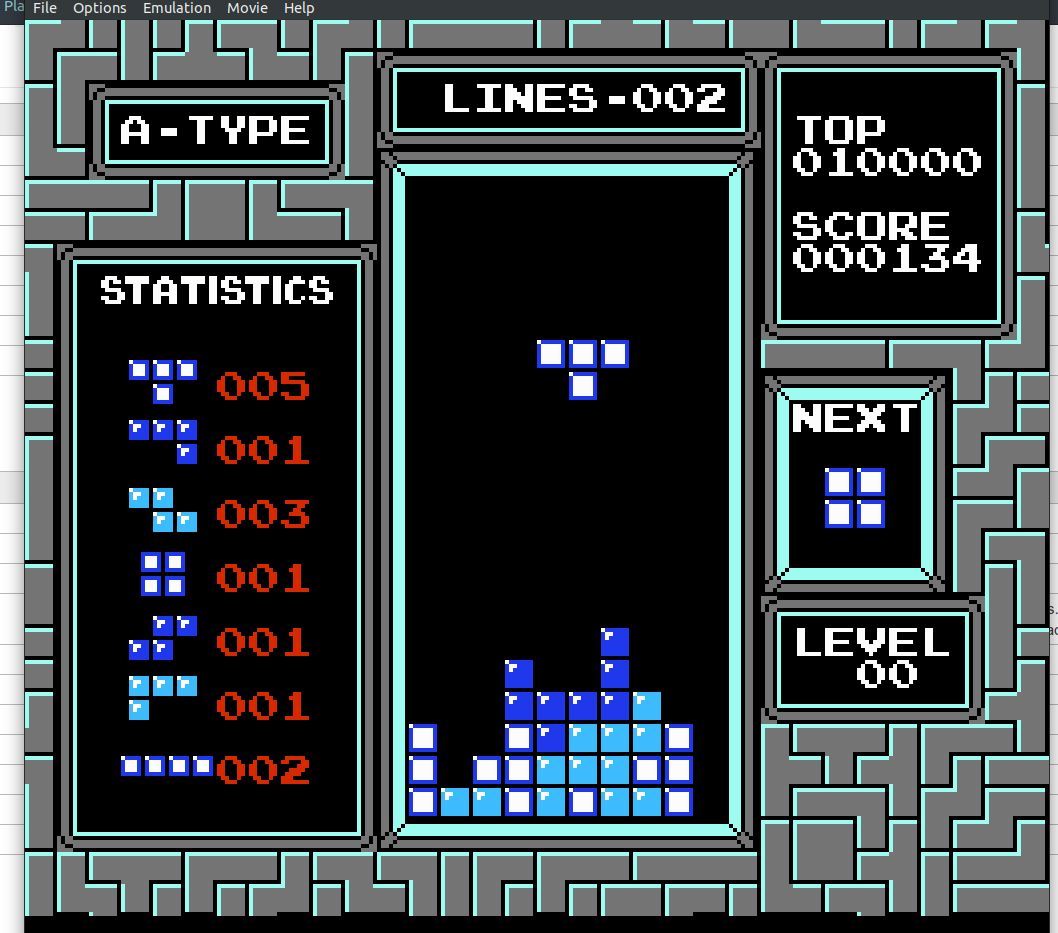 Pla
File Options Emulation Movie Help
A-TYPE
LINES-002
TOP
010000
SCORE
000134
STATISTICS
005
001
003
001
001
001
002
NEXT
LEVEL
00
s.